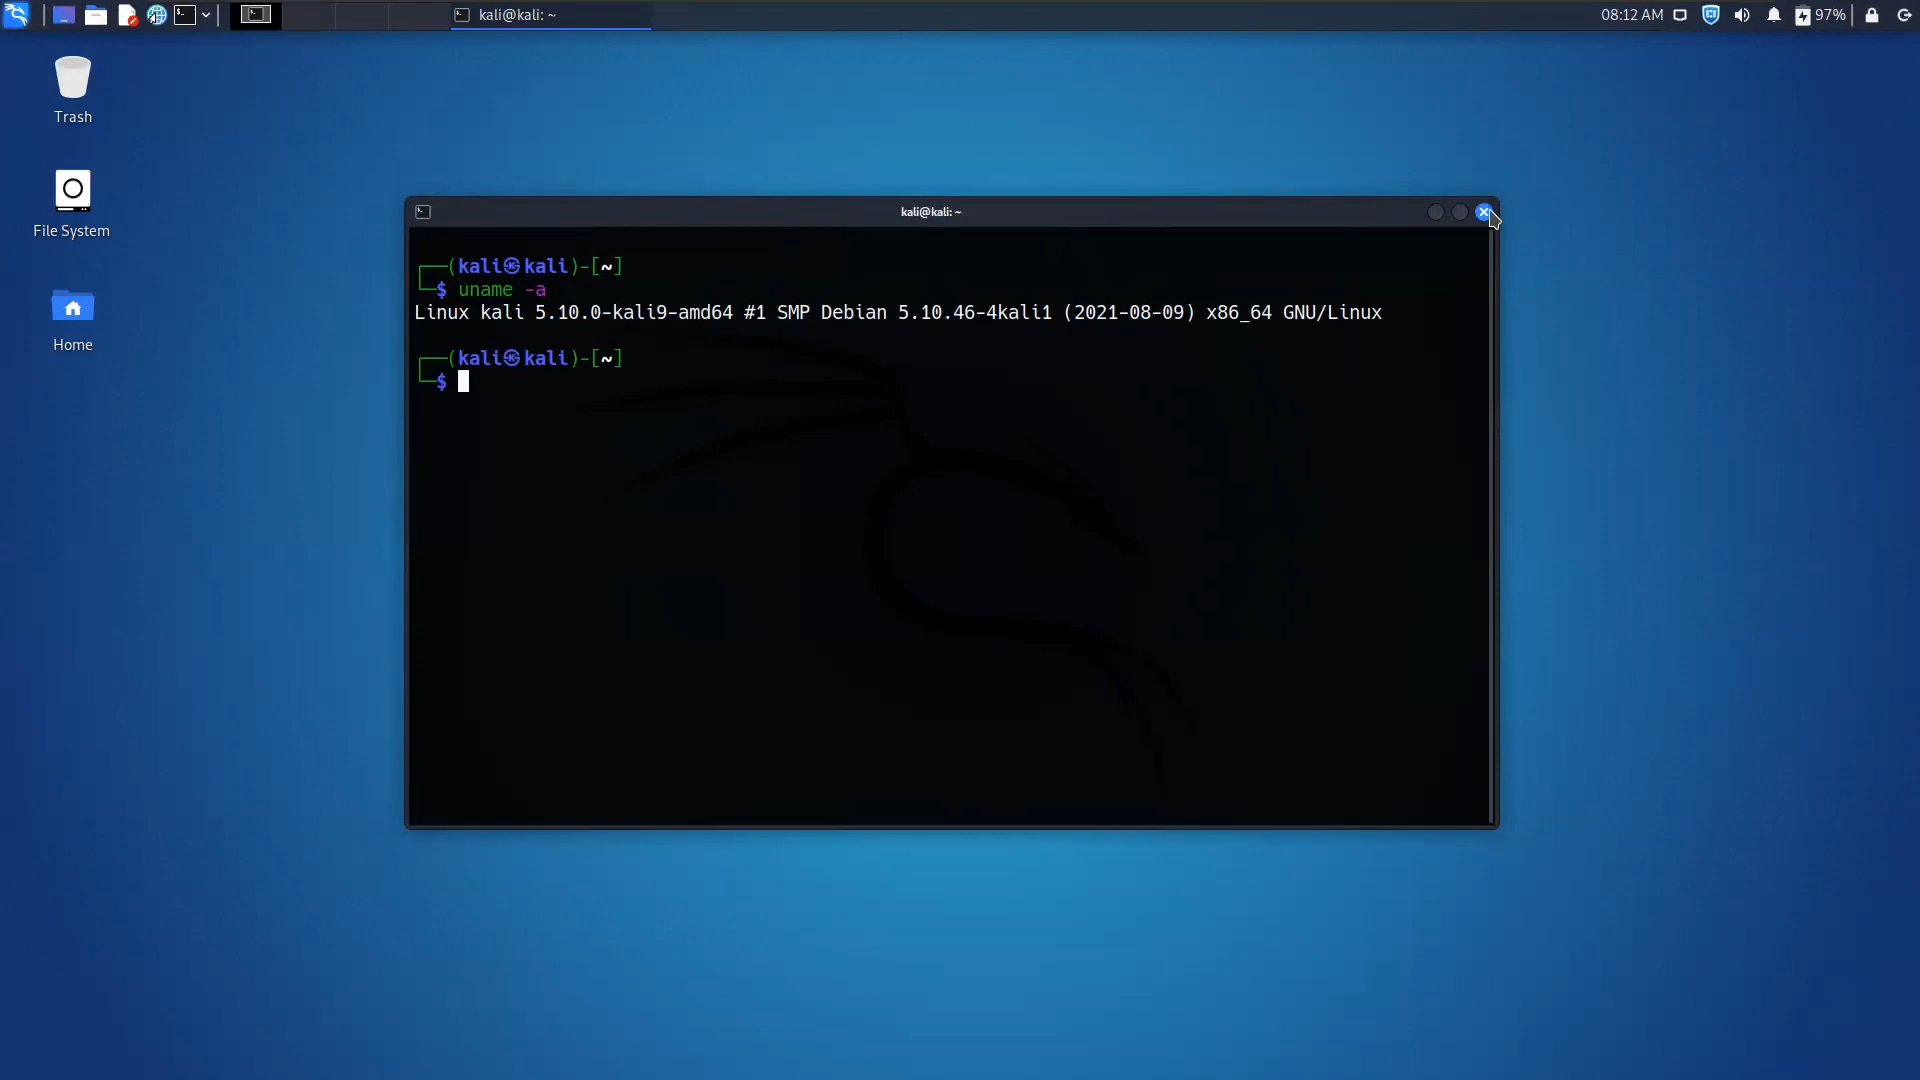 kali@kali: ~
08:12 AM
97%
Trash
File System
Home
kali@kali: ~
┌──(kali㉿kali)-[~]
└─$ uname -a
Linux kali 5.10.0-kali9-amd64 #1 SMP Debian 5.10.46-4kali1 (2021-08-09) x86_64 GNU/Linux
┌──(kali㉿kali)-[~]
└─$